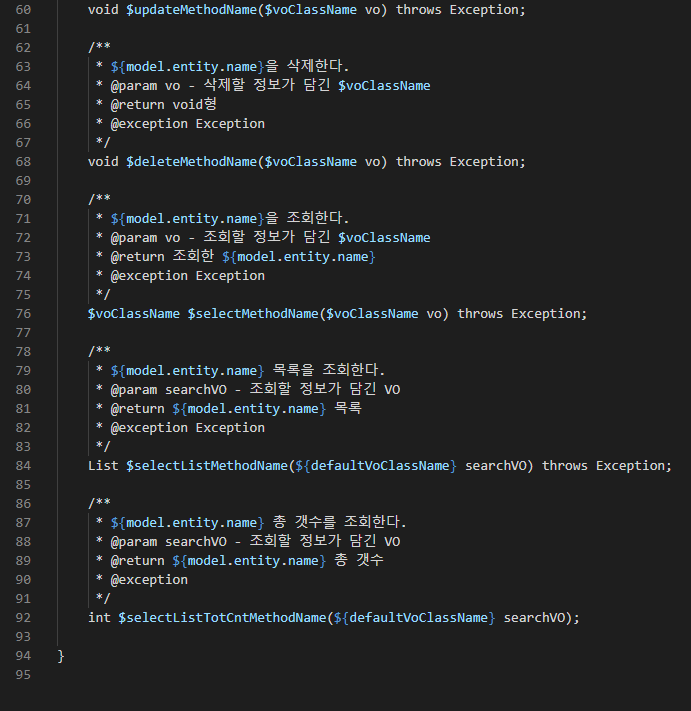 60 void $updateMethodName($voClassName vo) throws Exception;
61
62 /**
63 * ${model.entity.name}을 삭제한다.
64 * @param vo - 삭제할 정보가 담긴 $voClassName
65 * @return void형
66 * @exception Exception
67 */
68 void $deleteMethodName($voClassName vo) throws Exception;
69
70 /**
71 * ${model.entity.name}을 조회한다.
72 * @param vo - 조회할 정보가 담긴 $voClassName
73 * @return 조회한 ${model.entity.name}
74 * @exception Exception
75 */
76 $voClassName $selectMethodName($voClassName vo) throws Exception;
77
78 /**
79 * ${model.entity.name} 목록을 조회한다.
80 * @param searchVO - 조회할 정보가 담긴 VO
81 * @return ${model.entity.name} 목록
82 * @exception Exception
83 */
84 List $selectListMethodName(${defaultVoClassName} searchVO) throws Exception;
85
86 /**
87 * ${model.entity.name} 총 갯수를 조회한다.
88 * @param searchVO - 조회할 정보가 담긴 VO
89 * @return ${model.entity.name} 총 갯수
90 * @exception
91 */
92 int $selectListTotCntMethodName(${defaultVoClassName} searchVO);
93
94 }
95